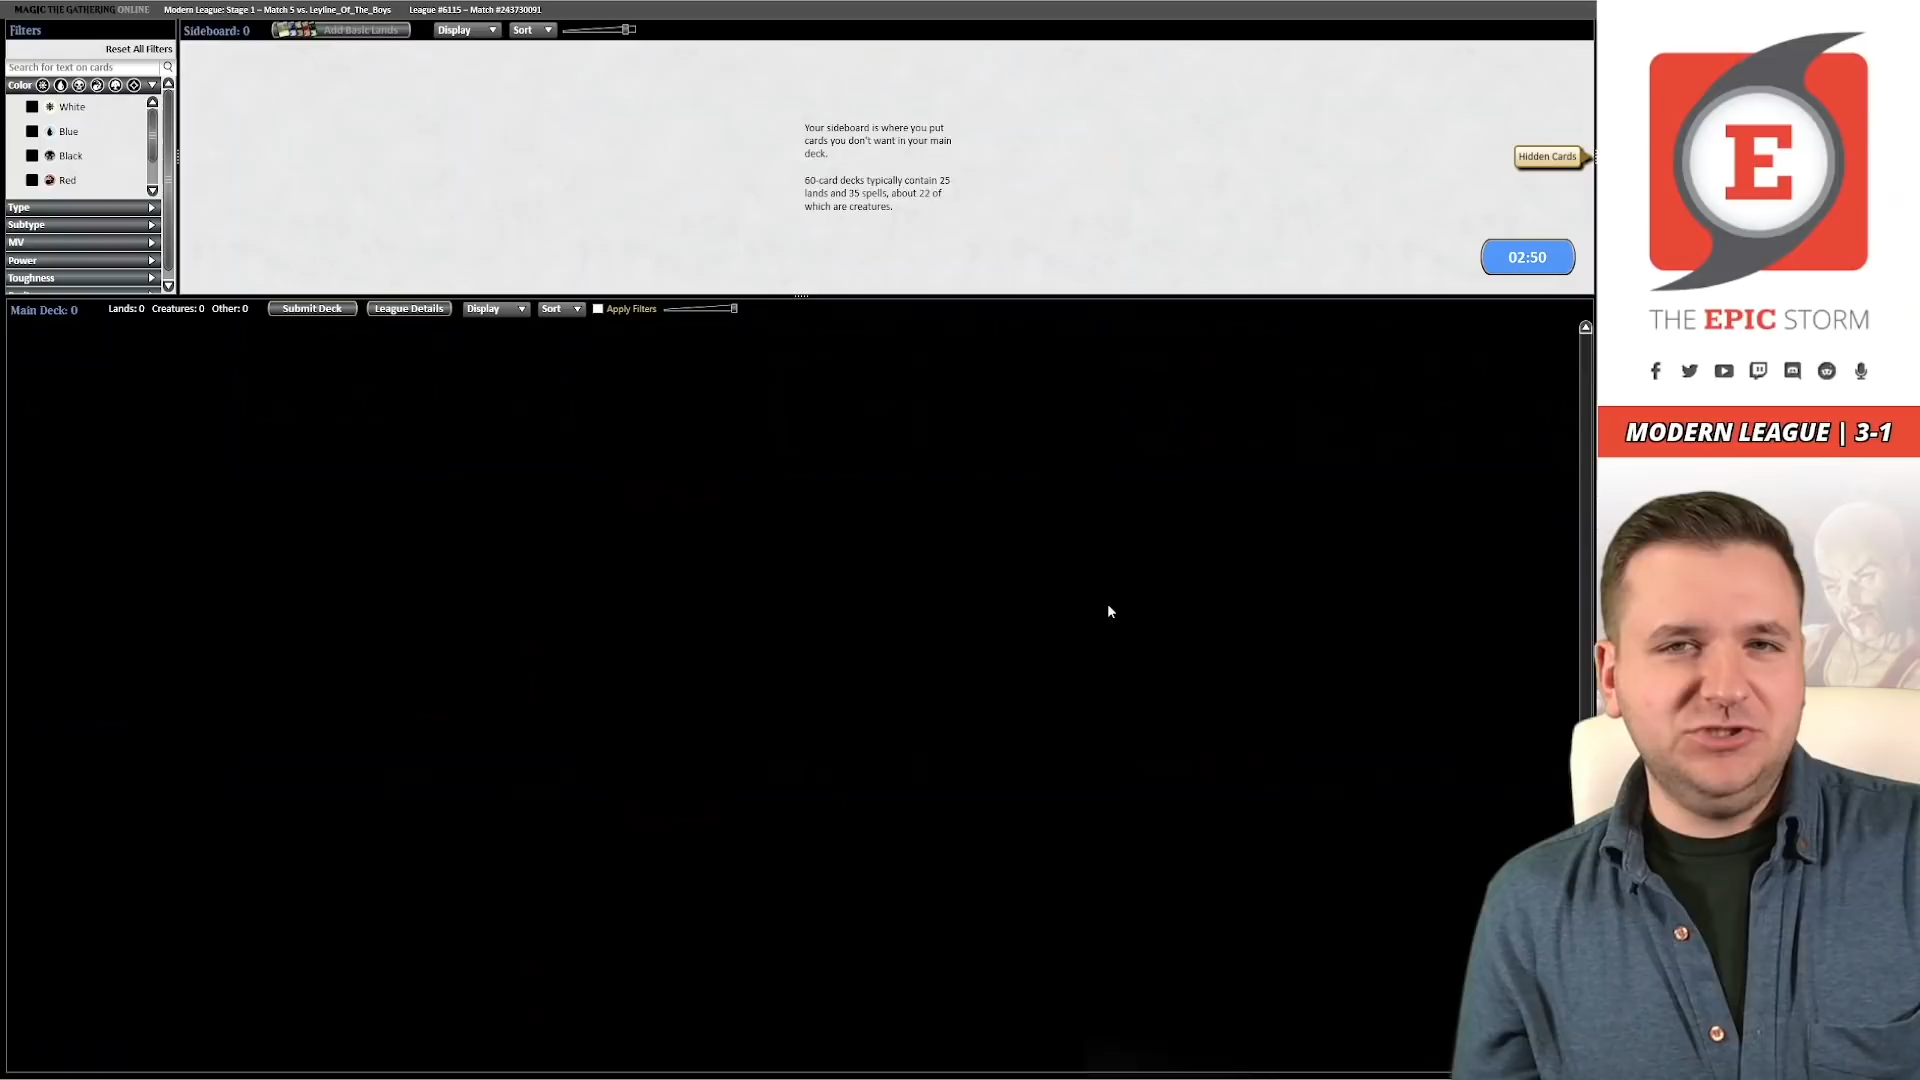 MAGIC THE GATHERING ONLINE Modern League: Stage 1 – Match 5 vs. Leyline_Of_The_Boys League #6115 – Match #243730091
Filters
Sideboard: 0 Add Basic Lands Display Sort
Reset All Filters
Search for text on cards
Color
White
Blue
Black
Red
Type
Subtype
MV
Power
Toughness
Your sideboard is where you put
cards you don't want in your main
deck.
60-card decks typically contain 25
lands and 35 spells, about 22 of
which are creatures.
Hidden Cards
02:50
Main Deck: 0 Lands: 0 Creatures: 0 Other: 0 Submit Deck League Details Display Sort Apply Filters
E
THE EPIC STORM
MODERN LEAGUE | 3-1